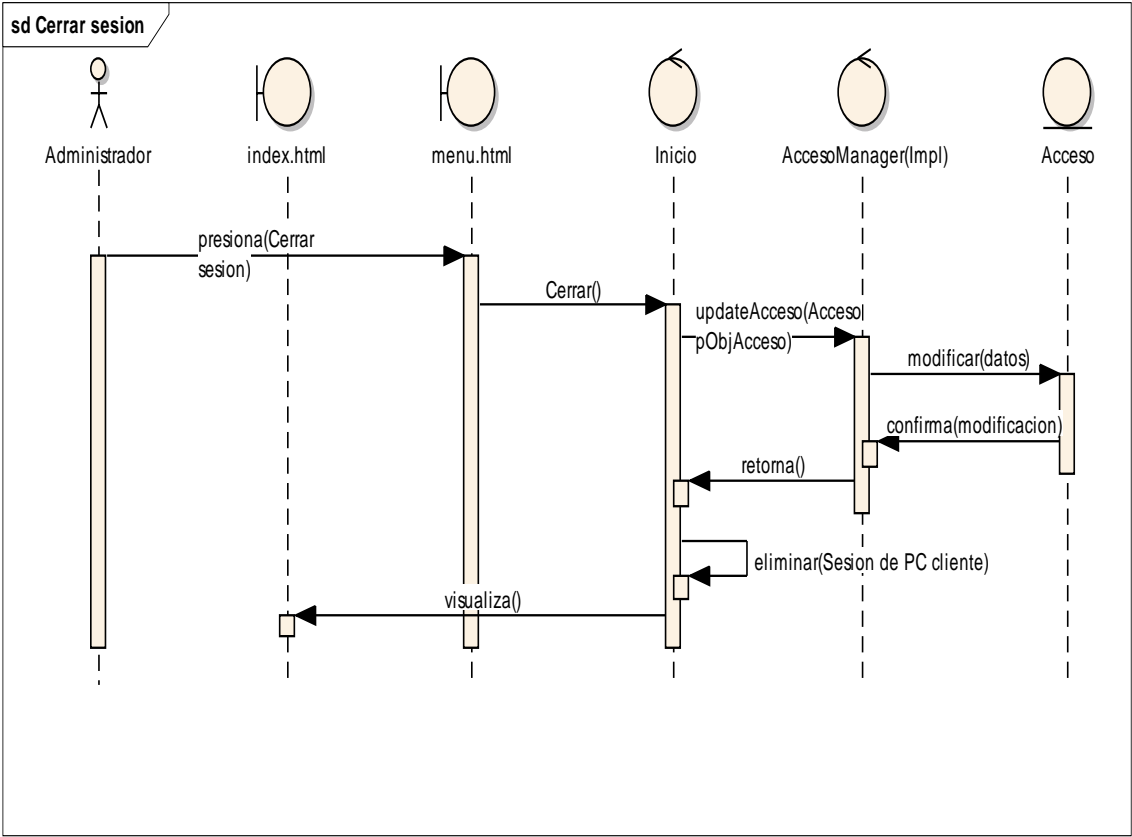 sd Cerrar sesion
Administrador
index.html
menu.html
Inicio
AccesoManager(Impl)
Acceso
presiona(Cerrar
sesion)
Cerrar()
updateAcceso(Acceso
pObjAcceso)
modificar(datos)
confirma(modificacion)
retorna()
eliminar(Sesion de PC cliente)
visualiza()